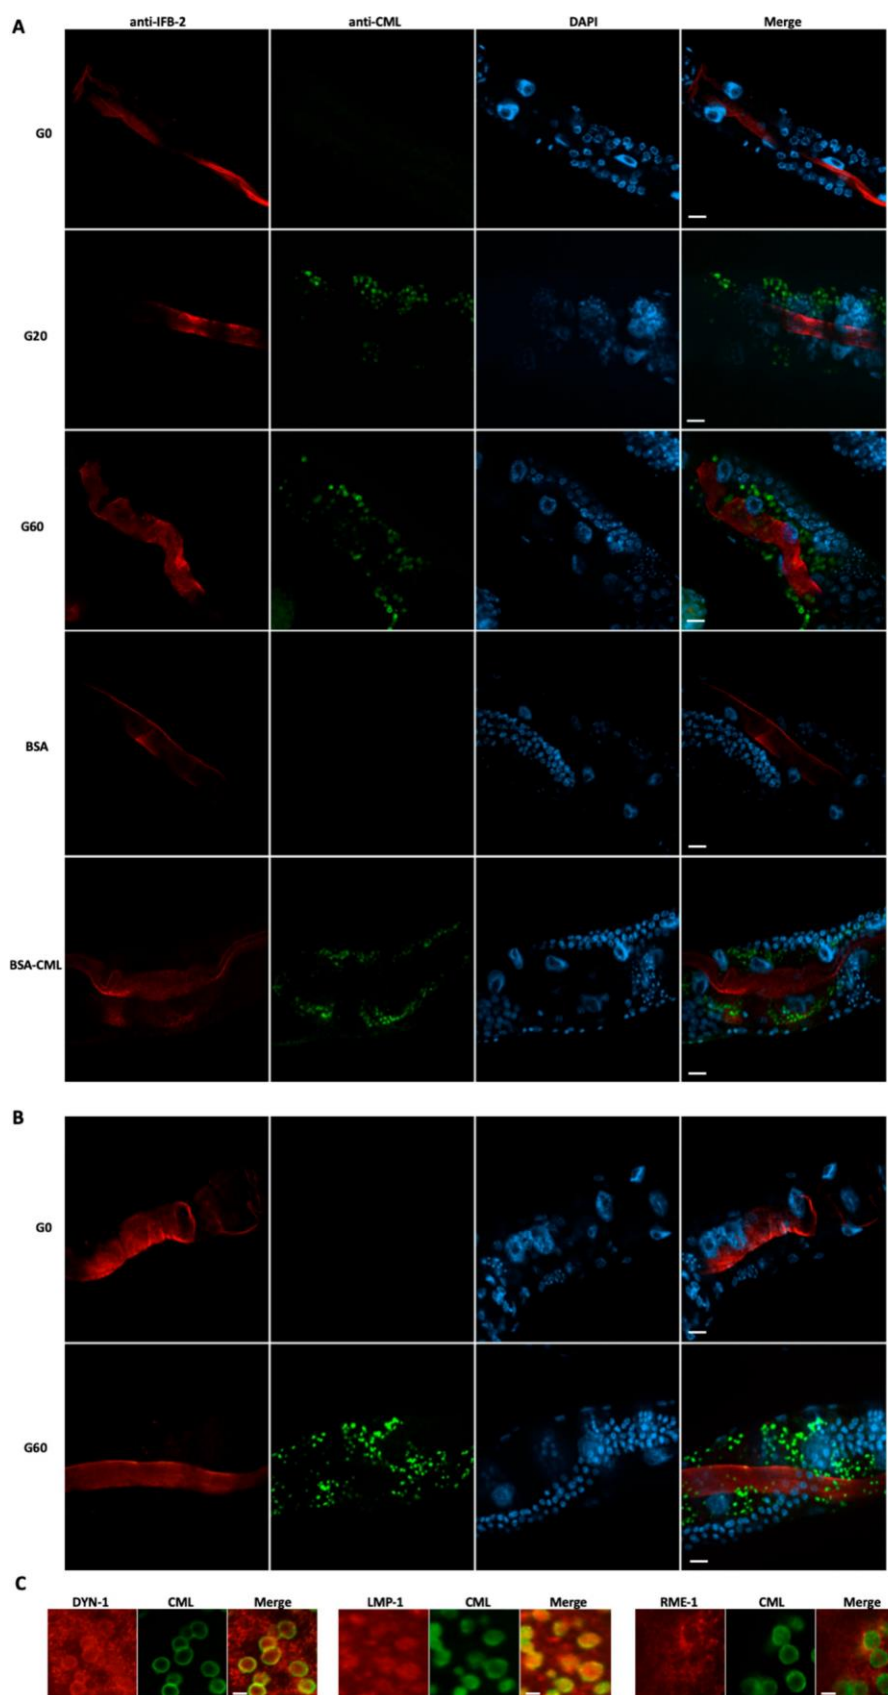 A
anti-IFB-2 anti-CML DAPI Merge
G0
G20
G60
BSA
BSA-CML
B
G0
G60
C
DYN-1 CML Merge LMP-1 CML Merge RME-1 CML Merge